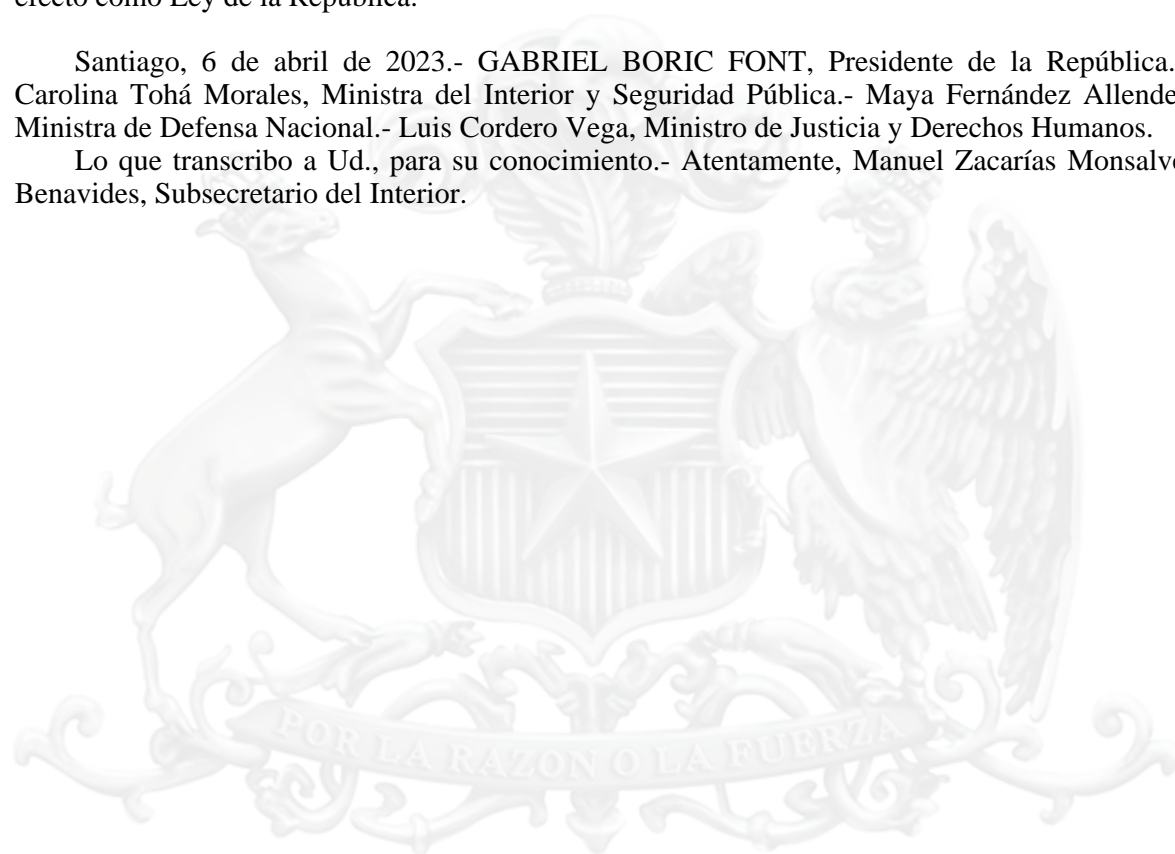 efecto como Ley de la República.
Santiago, 6 de abril de 2023.- GABRIEL BORIC FONT, Presidente de la República.
Carolina Tohá Morales, Ministra del Interior y Seguridad Pública.- Maya Fernández Allende
Ministra de Defensa Nacional.- Luis Cordero Vega, Ministro de Justicia y Derechos Humanos.
Lo que transcribo a Ud., para su conocimiento.- Atentamente, Manuel Zacarías Monsalv
Benavides, Subsecretario del Interior.
POR LA RAZON O LA FUERZA